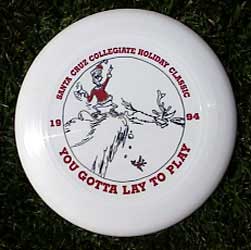 SANTA CRUZ COLLEGIATE HOLIDAY CLASSIC
19 94
YOU GOTTA LAY TO PLAY